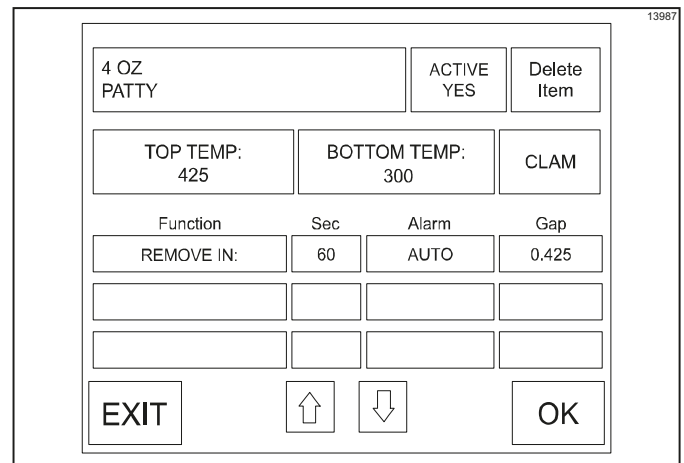 13987
4 OZ
PATTY
ACTIVE
YES
Delete
Item
TOP TEMP:
425
BOTTOM TEMP:
300
CLAM
Function Sec Alarm Gap
REMOVE IN: 60 AUTO 0.425
EXIT OK